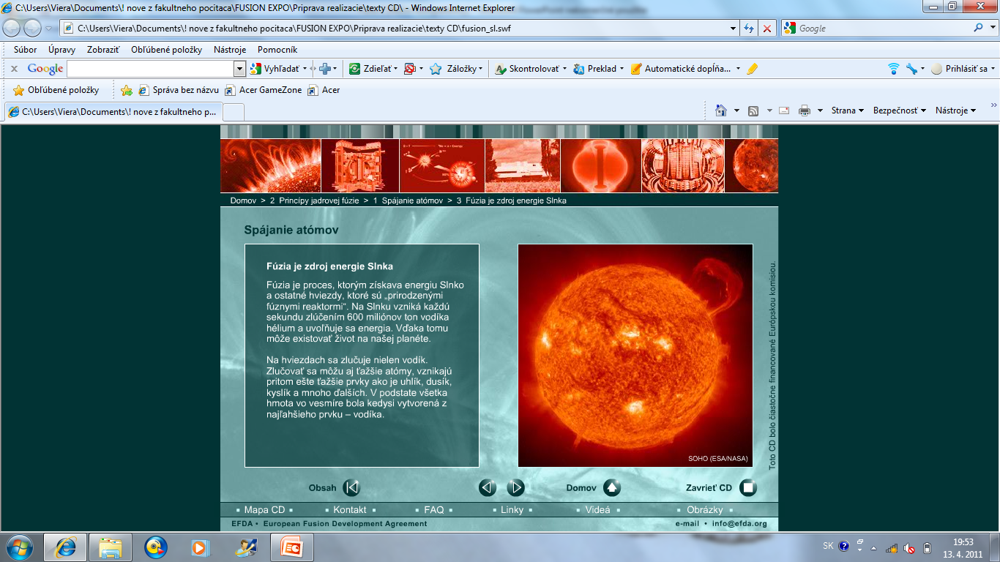 C:\Users\Viera\Documents\! nove z fakultneho pocitaca\FUSION EXPO\Priprava realizacie\texty CD\ - Windows Internet Explorer
C:\Users\Viera\Documents\! nove z fakultneho pocitaca\FUSION EXPO\Priprava realizacie\texty CD\fusion_sl.swf
Google
Súbor Úpravy Zobraziť Obľúbené položky Nástroje Pomocník
Google Vyhľadať Zdieľať Záložky Skontrolovať Preklad Automatické dopĺňa... Prihlásiť sa
Obľúbené položky Správa bez názvu Acer GameZone Acer
C:\Users\Viera\Documents\! nove z fakultneho p... Strana Bezpečnosť Nástroje
Domov > 2 Princípy jadrovej fúzie > 1 Spájanie atómov > 3 Fúzia je zdroj energie Slnka
Spájanie atómov
Fúzia je zdroj energie Slnka
Fúzia je proces, ktorým získava energiu Slnko
a ostatné hviezdy, ktoré sú „prirodzenými
fúznymi reaktormi“. Na Slnku vzniká každú
sekundu zlúčením 600 miliónov ton vodíka
hélium a uvoľňuje sa energia. Vďaka tomu
môže existovať život na našej planéte.
Na hviezdach sa zlučuje nielen vodík.
Zlučovať sa môžu aj ťažšie atómy, vznikajú
pritom ešte ťažšie prvky ako je uhlík, dusík,
kyslík a mnoho ďalších. V podstate všetka
hmota vo vesmíre bola kedysi vytvorená z
najľahšieho prvku – vodíka.
SOHO (ESA/NASA)
Toto CD bolo čiastočne financované Európskou komisiou.
Obsah Domov Zavrieť CD
Mapa CD Kontakt FAQ Linky Videá Obrázky
EFDA • European Fusion Development Agreement e-mail • info@efda.org
SK 19:53
13. 4. 2011